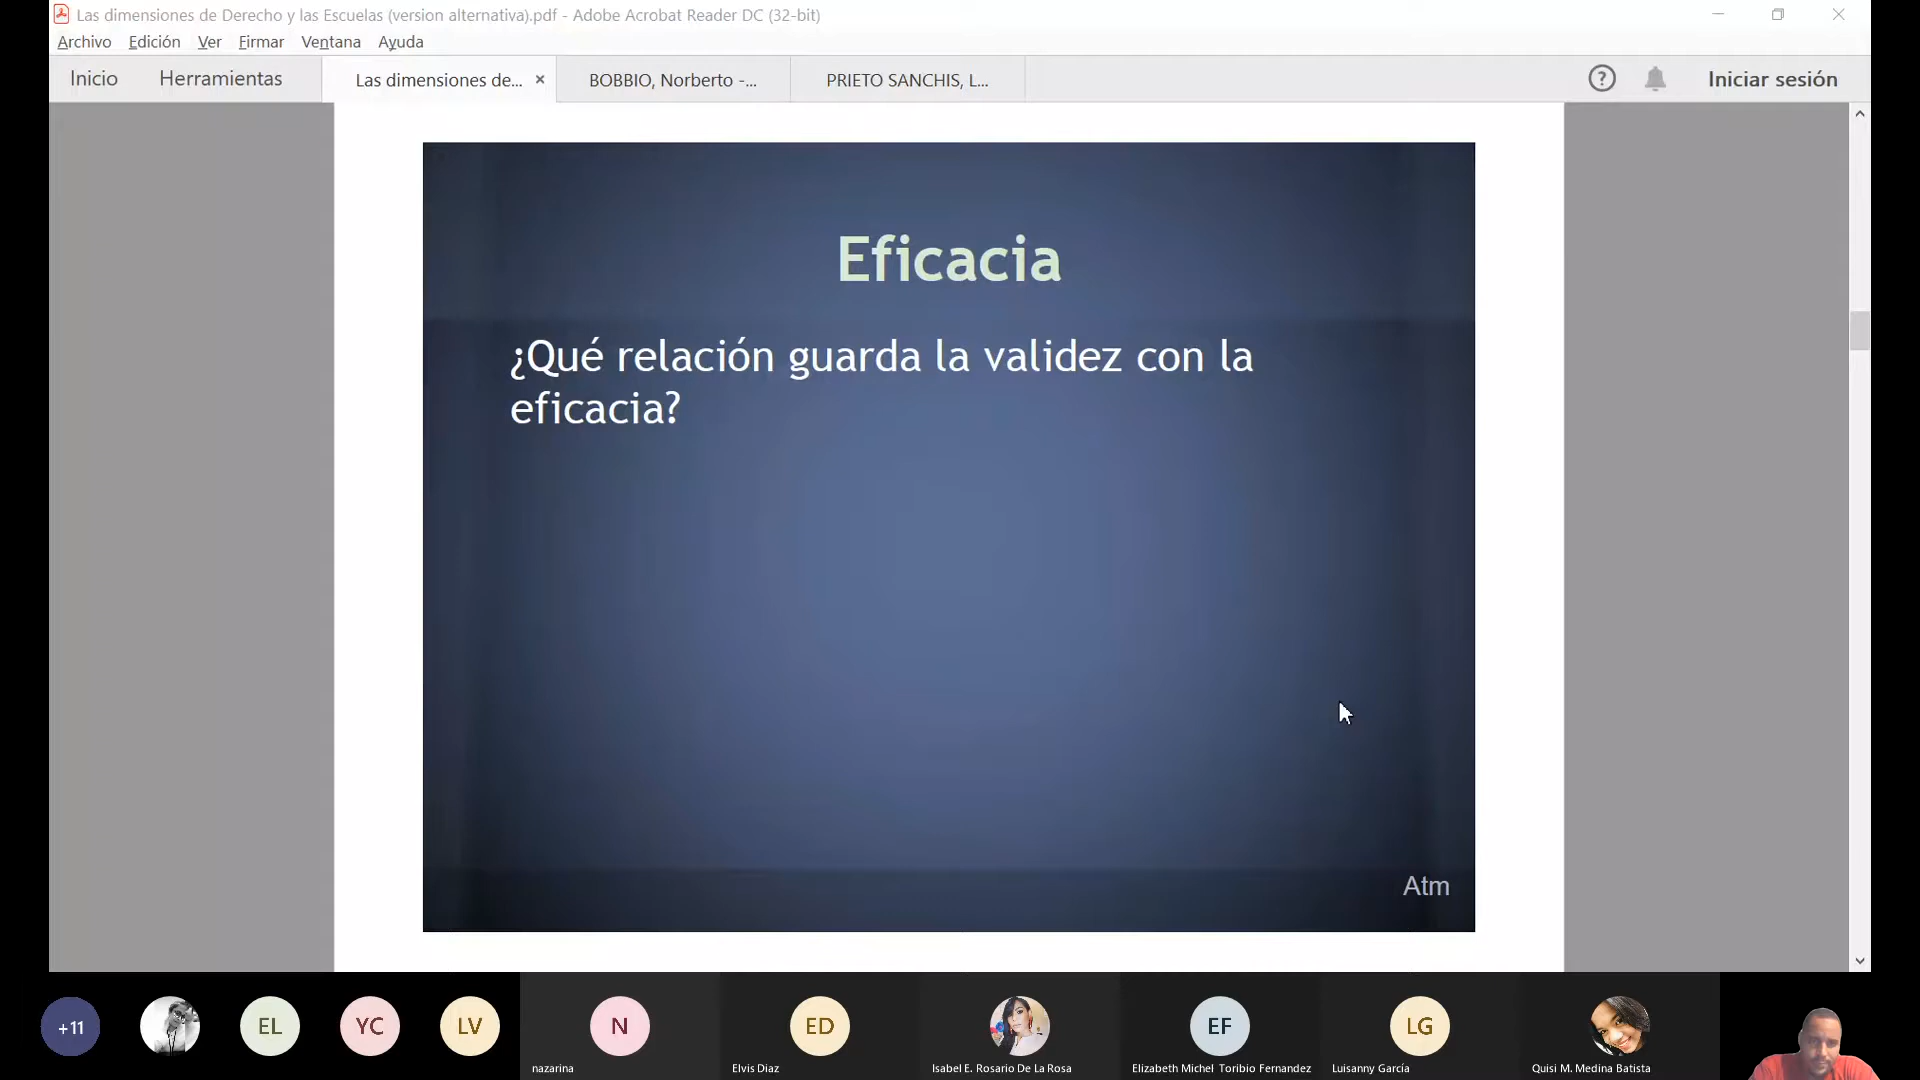 Las dimensiones de Derecho y las Escuelas (version alternativa).pdf - Adobe Acrobat Reader DC (32-bit)
Archivo Edición Ver Firmar Ventana Ayuda
Inicio Herramientas Las dimensiones de... × BOBBIO, Norberto -... PRIETO SANCHIS, L... ? Iniciar sesión
Eficacia
¿Qué relación guarda la validez con la
eficacia?
Atm
+11 EL YC LV N ED EF LG
nazarina Elvis Diaz Isabel E. Rosario De La Rosa Elizabeth Michel Toribio Fernandez Luisanny García Quisi M. Medina Batista